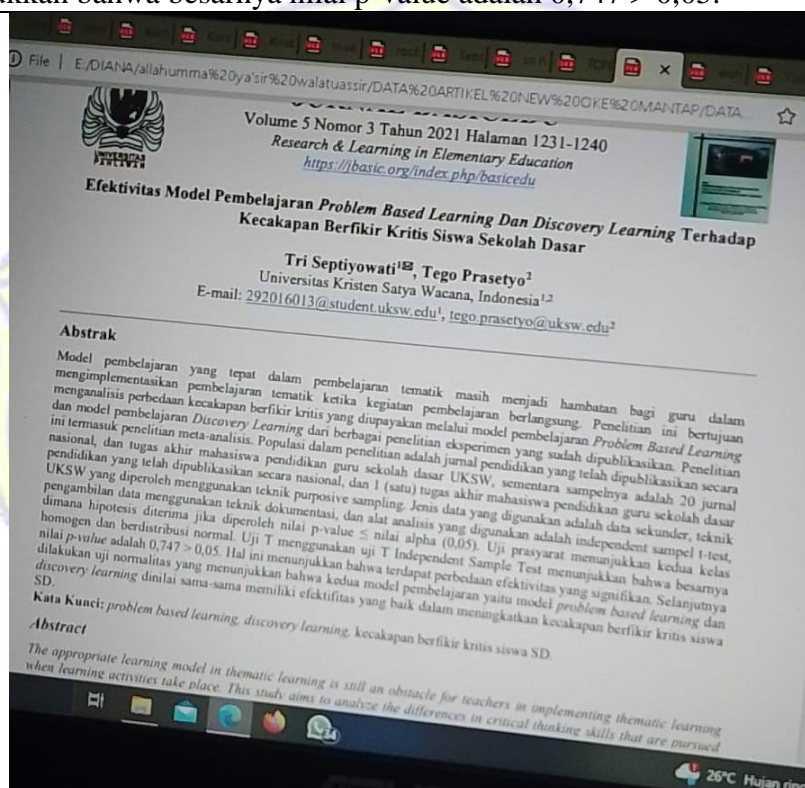 kkan bahwa besarnya nilai p-value adalah 0,747 > 0,05.
File | E:/DIANA/allahumma%20ya'sir%20walatuassir/DATA%20ARTIKEL%20NEW%20OKE%20MANTAP/DATA...
Volume 5 Nomor 3 Tahun 2021 Halaman 1231-1240
Research & Learning in Elementary Education
https://jbasic.org/index.php/basicedu
UNIVERSITAS
PAHLAWAN
Efektivitas Model Pembelajaran Problem Based Learning Dan Discovery Learning Terhadap
Kecakapan Berfikir Kritis Siswa Sekolah Dasar
Tri Septiyowati¹✉, Tego Prasetyo²
Universitas Kristen Satya Wacana, Indonesia¹,²
E-mail: 292016013@student.uksw.edu¹, tego.prasetyo@uksw.edu²
Abstrak
Model pembelajaran yang tepat dalam pembelajaran tematik masih menjadi hambatan bagi guru dalam
mengimplementasikan pembelajaran tematik ketika kegiatan pembelajaran berlangsung. Penelitian ini bertujuan
menganalisis perbedaan kecakapan berfikir kritis yang diupayakan melalui model pembelajaran Problem Based Learning
dan model pembelajaran Discovery Learning dari berbagai penelitian eksperimen yang sudah dipublikasikan. Penelitian
ini termasuk penelitian meta-analisis. Populasi dalam penelitian adalah jurnal pendidikan yang telah dipublikasikan secara
nasional, dan tugas akhir mahasiswa pendidikan guru sekolah dasar UKSW, sementara sampelnya adalah 20 jurnal
pendidikan yang telah dipublikasikan secara nasional, dan 1 (satu) tugas akhir mahasiswa pendidikan guru sekolah dasar
UKSW yang diperoleh menggunakan teknik purposive sampling. Jenis data yang digunakan adalah data sekunder, teknik
pengambilan data menggunakan teknik dokumentasi, dan alat analisis yang digunakan adalah independent sampel t-test,
dimana hipotesis diterima jika diperoleh nilai p-value ≤ nilai alpha (0,05). Uji prasyarat menunjukkan kedua kelas
homogen dan berdistribusi normal. Uji T menggunakan uji T Independent Sample Test menunjukkan bahwa besarnya
nilai p-value adalah 0,747 > 0,05. Hal ini menunjukan bahwa terdapat perbedaan efektivitas yang signifikan. Selanjutnya
dilakukan uji normalitas yang menunjukkan bahwa kedua model pembelajaran yaitu model problem based learning dan
discovery learning dinilai sama-sama memiliki efektifitas yang baik dalam meningkatkan kecakapan berfikir kritis siswa
SD.
Kata Kunci: problem based learning, discovery learning, kecakapan berfikir kritis siswa SD.
Abstract
The appropriate learning model in thematic learning is still an obstacle for teachers in implementing thematic learning
when learning activities take place. This study aims to analyze the differences in critical thinking skills that are pursued
26°C Hujan